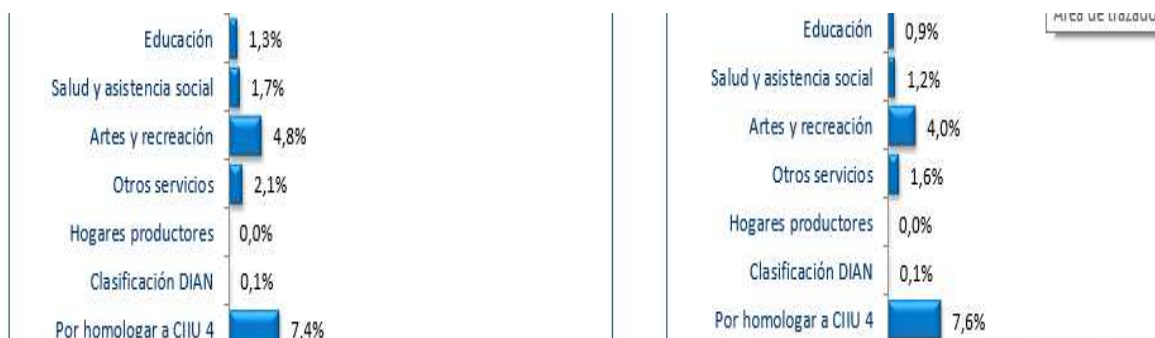 Educación 1,3%
Salud y asistencia social 1,7%
Artes y recreación 4,8%
Otros servicios 2,1%
Hogares productores 0,0%
Clasificación DIAN 0,1%
Por homologar a CIIU 4 7,4%
Área de trazado
Educación 0,9%
Salud y asistencia social 1,2%
Artes y recreación 4,0%
Otros servicios 1,6%
Hogares productores 0,0%
Clasificación DIAN 0,1%
Por homologar a CIIU 4 7,6%